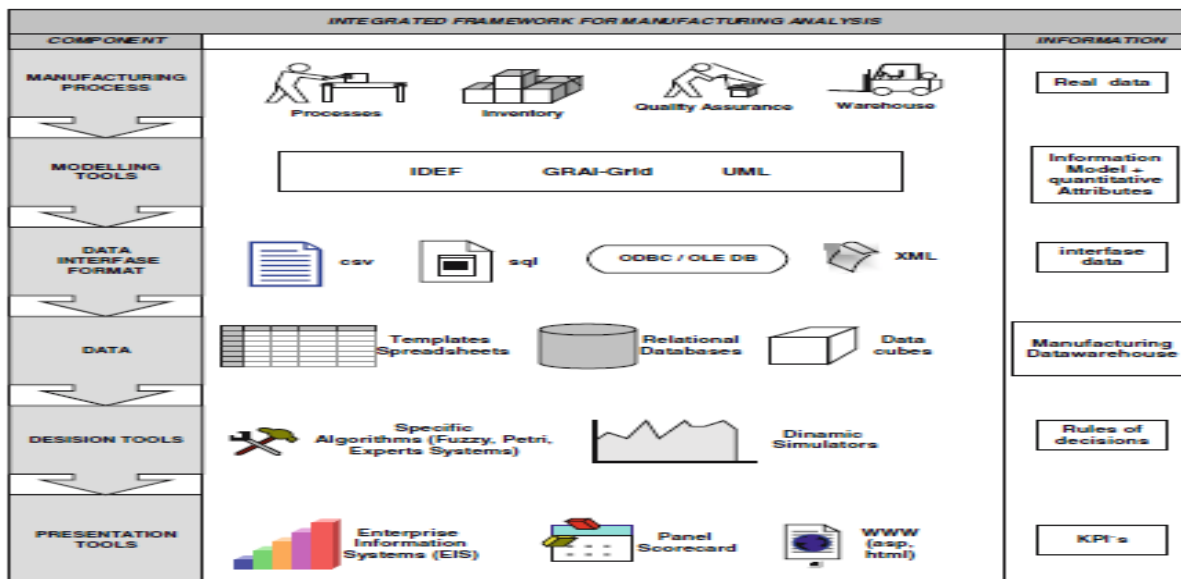 INTEGRATED FRAMEWORK FOR MANUFACTURING ANALYSIS
COMPONENT
INFORMATION
MANUFACTURING
PROCESS
Processes
Inventory
Quality Assurance
Warehouse
Real data
MODELLING
TOOLS
IDEF
GRAI-Grid
UML
Information
Model +
quantitative
Attributes
DATA
INTERFASE
FORMAT
csv
sql
ODBC / OLE DB
XML
interfase
data
DATA
Templates
Spreadsheets
Relational
Databases
Data
cubes
Manufacturing
Datawarehouse
DESISION TOOLS
Specific
Algorithms (Fuzzy, Petri,
Experts Systems)
Dinamic
Simulators
Rules of
decisions
PRESENTATION
TOOLS
Enterprise
Information
Systems (EIS)
Panel
Scorecard
WWW
(asp,
html)
KPI´s